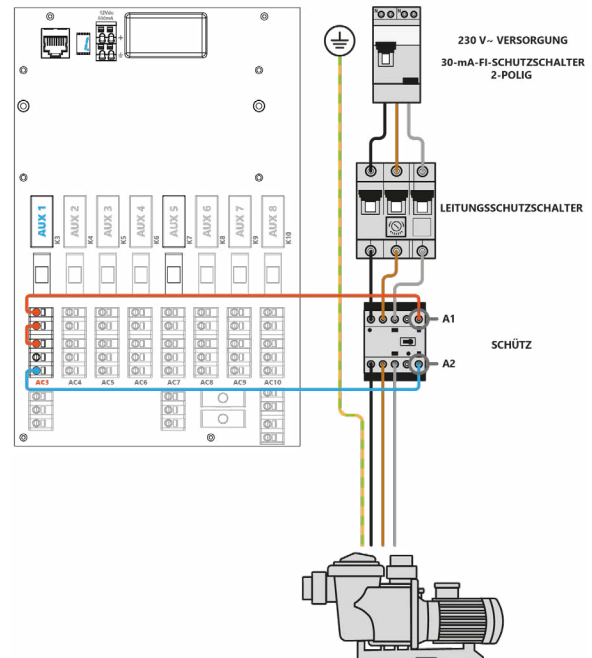 12Vdc
500mA
+
N N
230 V~ VERSORGUNG
30-mA-FI-SCHUTZSCHALTER
2-POLIG
AUX 1
K3
AUX 2
K4
AUX 3
K5
AUX 4
K6
AUX 5
K7
AUX 6
K8
AUX 7
K9
AUX 8
K10
LEITUNGSSCHUTZSCHALTER
A1
SCHÜTZ
A2
AC3 AC4 AC5 AC6 AC7 AC8 AC9 AC10